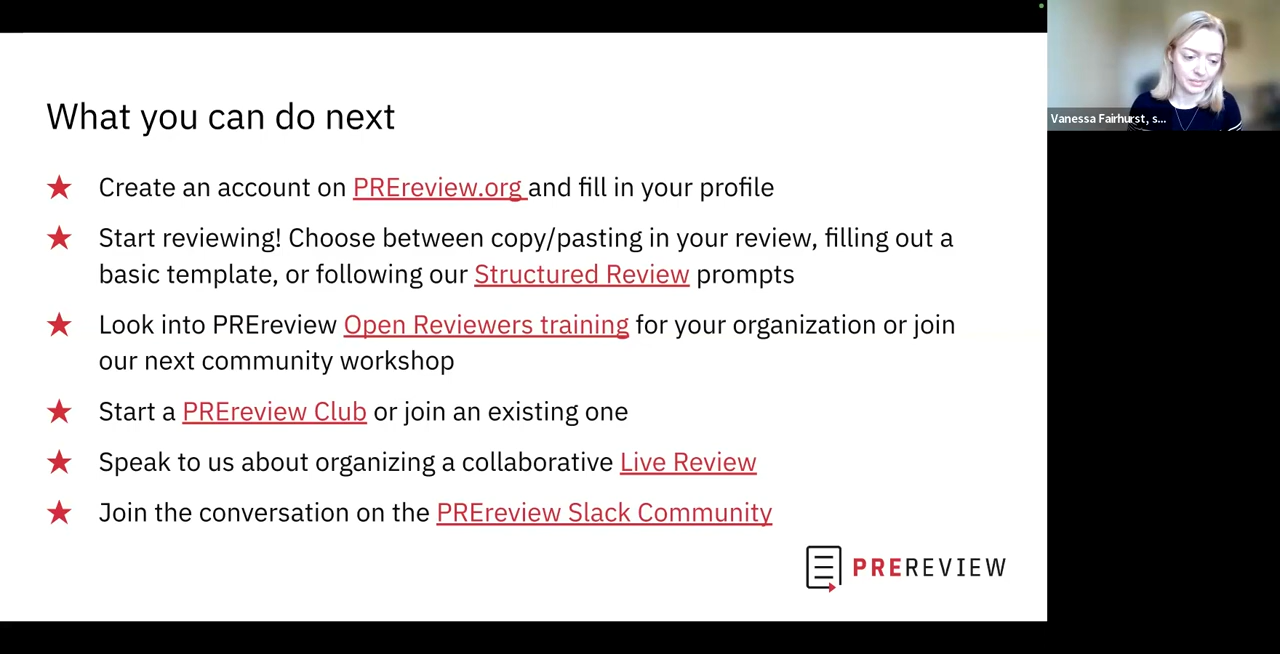 What you can do next
★ Create an account on PREreview.org and fill in your profile
★ Start reviewing! Choose between copy/pasting in your review, filling out a
basic template, or following our Structured Review prompts
★ Look into PREreview Open Reviewers training for your organization or join
our next community workshop
★ Start a PREreview Club or join an existing one
★ Speak to us about organizing a collaborative Live Review
★ Join the conversation on the PREreview Slack Community
PREREVIEW
Vanessa Fairhurst, s...